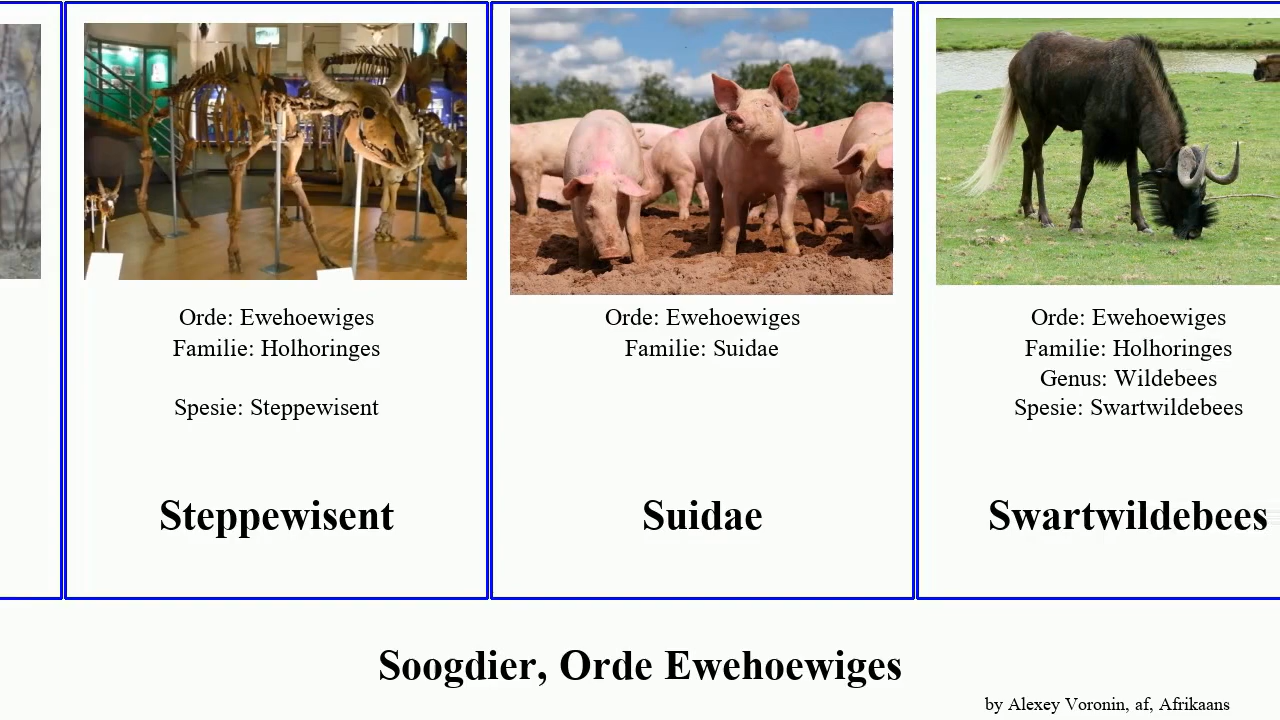 Orde: Ewehoewiges
Familie: Holhoringes
Spesie: Steppewisent
Steppewisent
Orde: Ewehoewiges
Familie: Suidae
Suidae
Orde: Ewehoewiges
Familie: Holhoringes
Genus: Wildebees
Spesie: Swartwildebees
Swartwildebees
Soogdier, Orde Ewehoewiges
by Alexey Voronin, af, Afrikaans